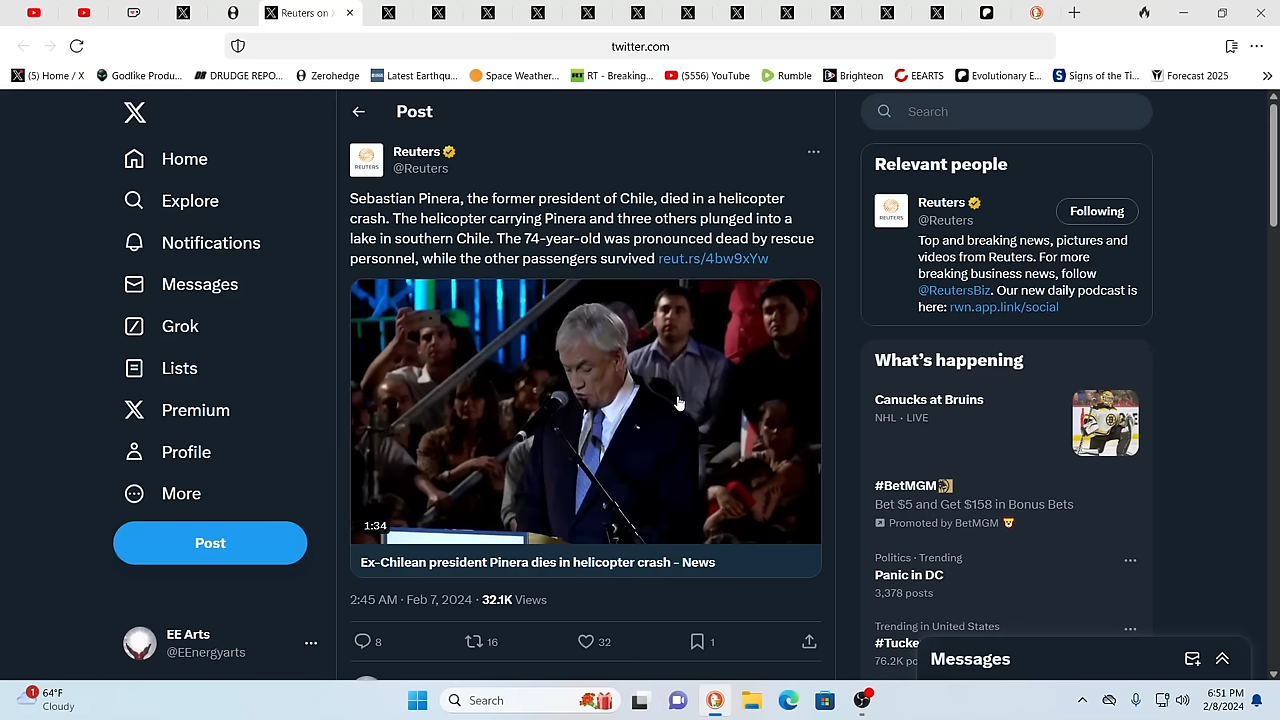 Reuters on
twitter.com
(5) Home / X
Godlike Produ...
DRUDGE REPO...
Zerohedge
Latest Earthqu...
Space Weather...
RT - Breaking...
(5556) YouTube
Rumble
Brighteon
EEARTS
Evolutionary E...
Signs of the Ti...
Forecast 2025
Home
Explore
Notifications
Messages
Grok
Lists
Premium
Profile
More
Post
EE Arts
@EEnergyarts
Post
REUTERS
Reuters
@Reuters
Sebastian Pinera, the former president of Chile, died in a helicopter
crash. The helicopter carrying Pinera and three others plunged into a
lake in southern Chile. The 74-year-old was pronounced dead by rescue
personnel, while the other passengers survived reut.rs/4bw9xYw
1:34
Ex-Chilean president Pinera dies in helicopter crash – News
2:45 AM · Feb 7, 2024 · 32.1K Views
8
16
32
1
Search
Relevant people
REUTERS
Reuters
@Reuters
Following
Top and breaking news, pictures and
videos from Reuters. For more
breaking business news, follow
@ReutersBiz. Our new daily podcast is
here: rwn.app.link/social
What's happening
Canucks at Bruins
NHL · LIVE
#BetMGM
Bet $5 and Get $158 in Bonus Bets
Promoted by BetMGM
Politics · Trending
Panic in DC
3,378 posts
Trending in United States
#Tucke
76.2K po
Messages
1
64°F
Cloudy
Search
6:51 PM
2/8/2024